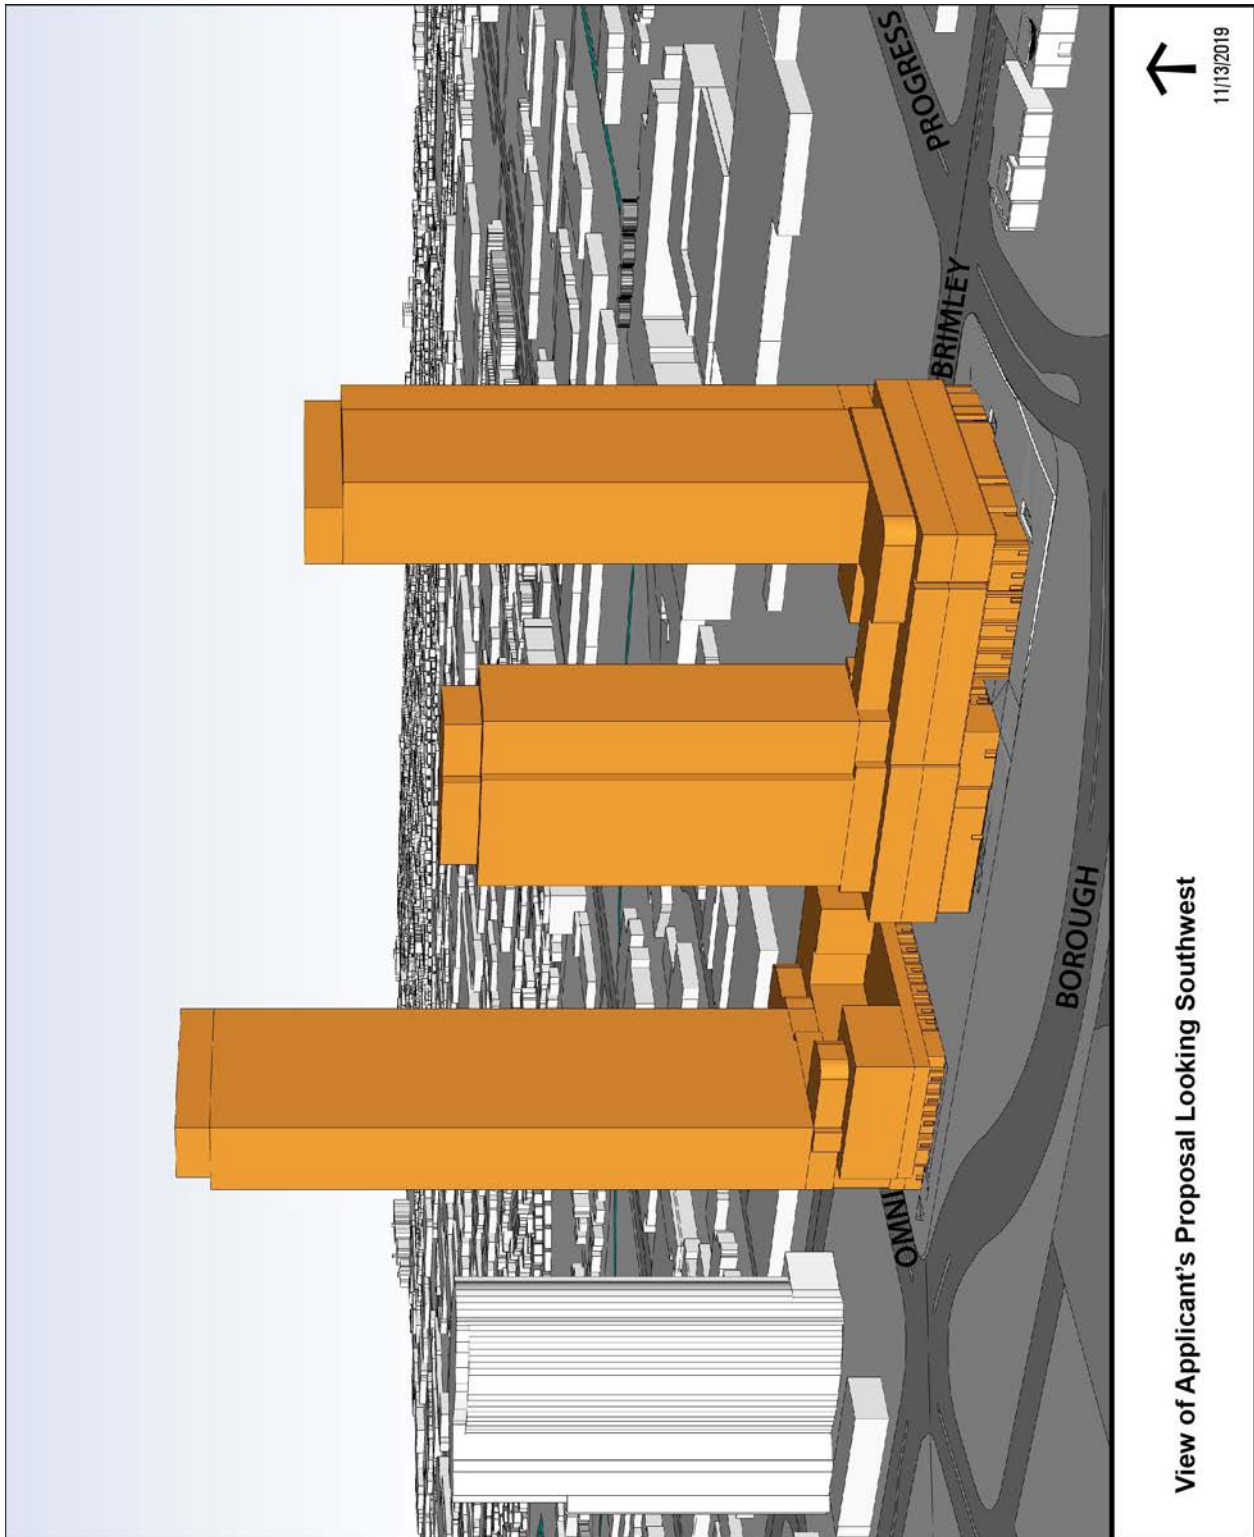 PROGRESS
BRIMLEY
BOROUGH
OMNI
View of Applicant's Proposal Looking Southwest
11/13/2019